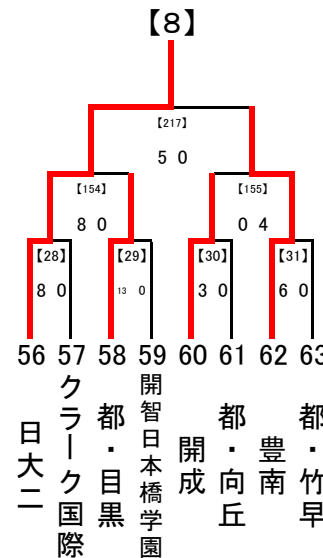 【8】
【217】
5 0
【154】 【155】
8 0 0 4
【28】 【29】 【30】 【31】
8 0 13 0 3 0 6 0
56 57 58 59 60 61 62 63
日大二
クラーク国際
都・目黒
開智日本橋学園
開成
都・向丘
豊南
都・竹早